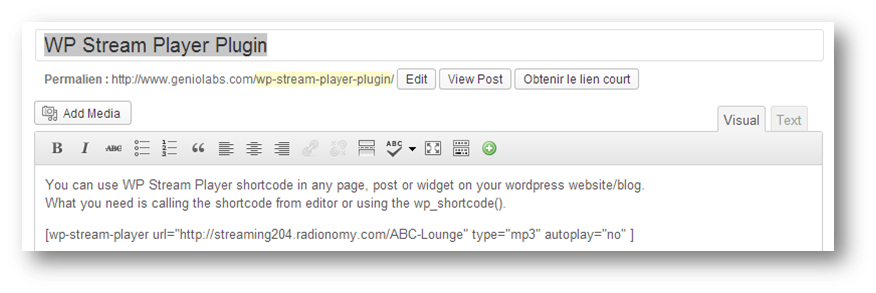 WP Stream Player Plugin
Permalien : http://www.geniolabs.com/wp-stream-player-plugin/ Edit View Post Obtenir le lien court
Add Media
Visual Text
B I ABC ABC
You can use WP Stream Player shortcode in any page, post or widget on your wordpress website/blog.
What you need is calling the shortcode from editor or using the wp_shortcode().
[wp-stream-player url="http://streaming204.radionomy.com/ABC-Lounge" type="mp3" autoplay="no" ]